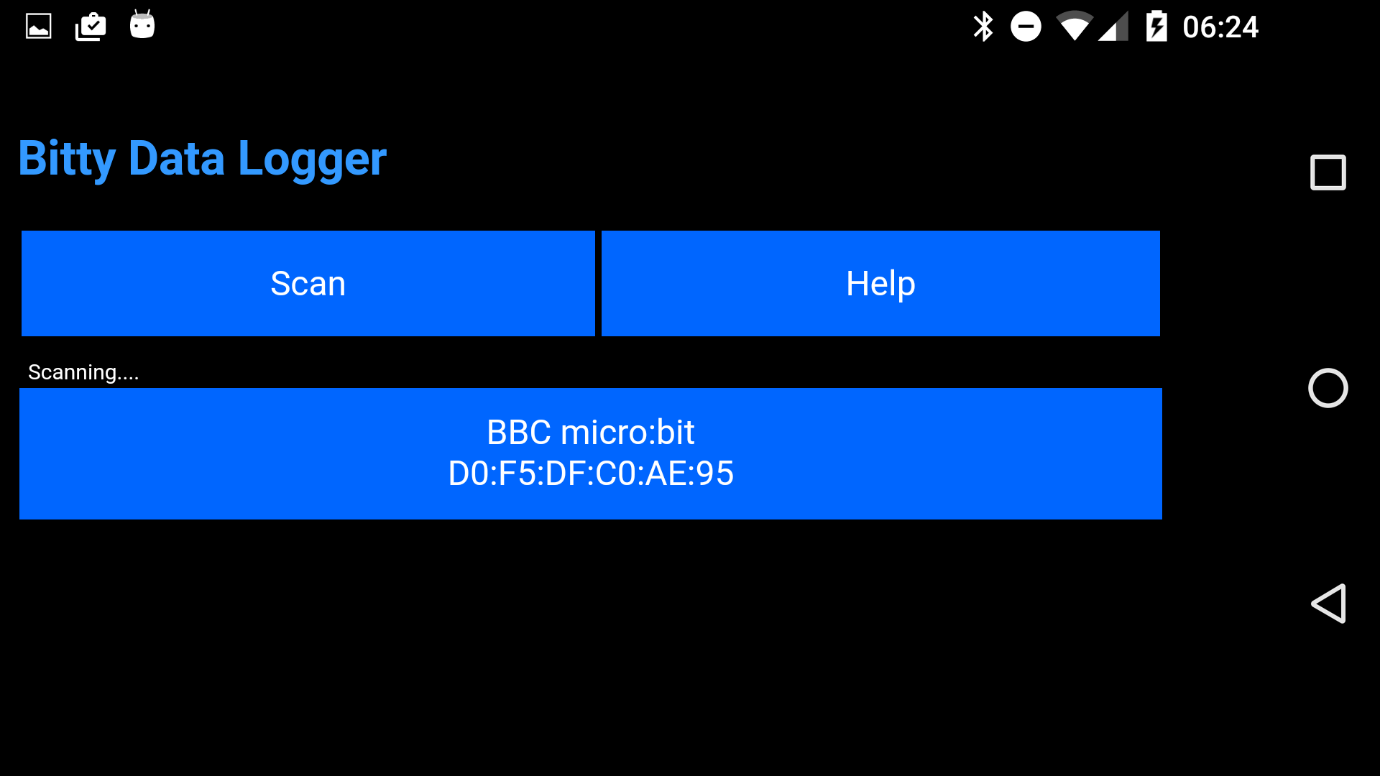 06:24
Bitty Data Logger
Scan
Help
Scanning....
BBC micro:bit
D0:F5:DF:C0:AE:95